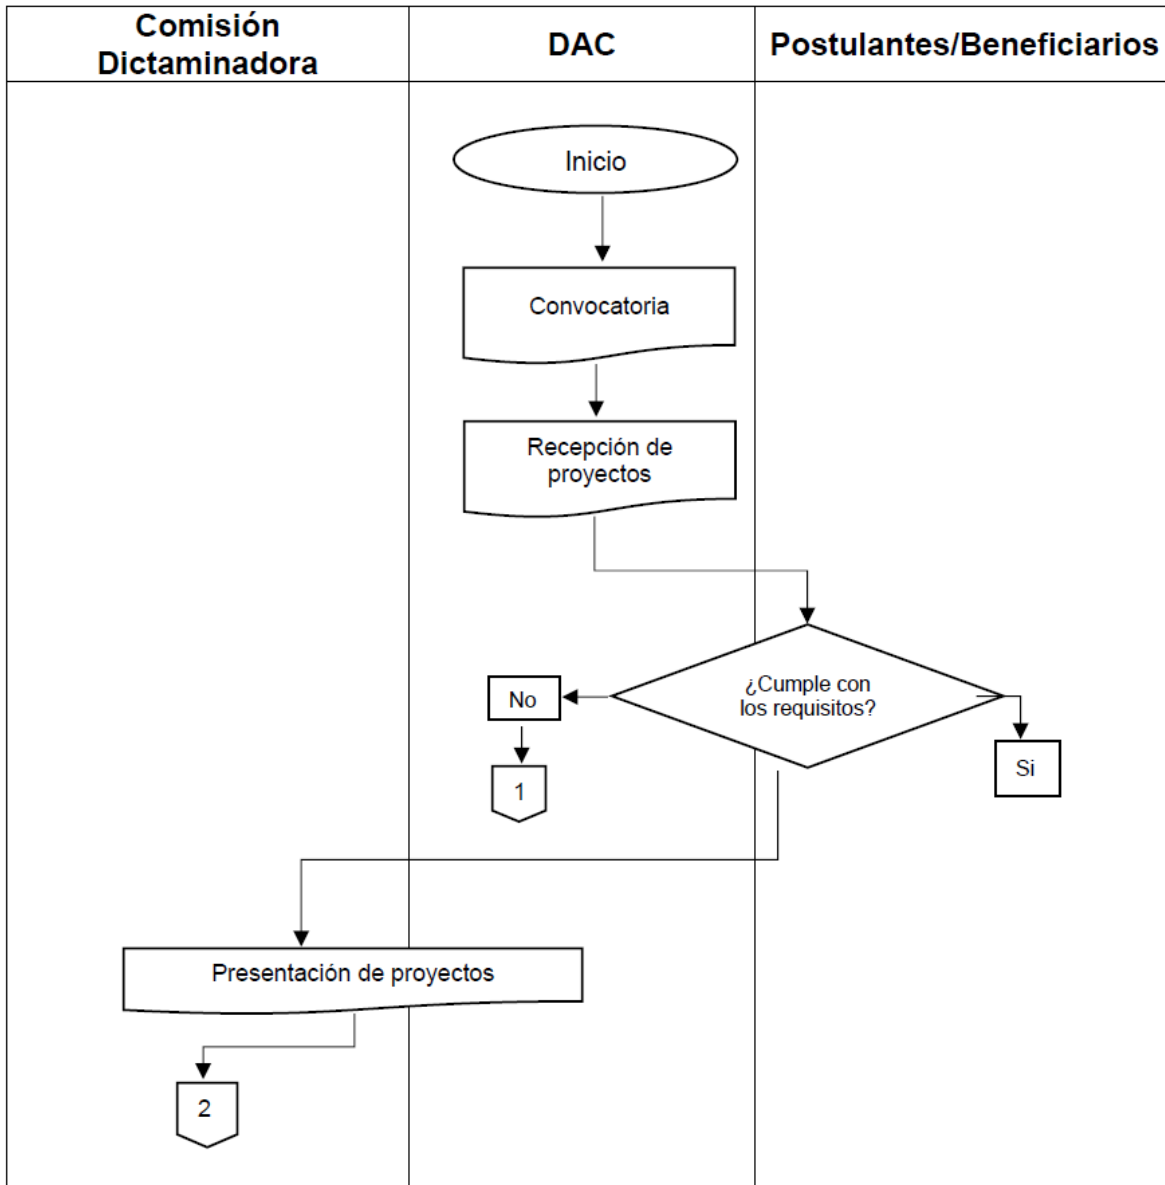 Comisión
Dictaminadora
DAC
Postulantes/Beneficiarios
Inicio
Convocatoria
Recepción de
proyectos
¿Cumple con
los requisitos?
No
Si
1
Presentación de proyectos
2